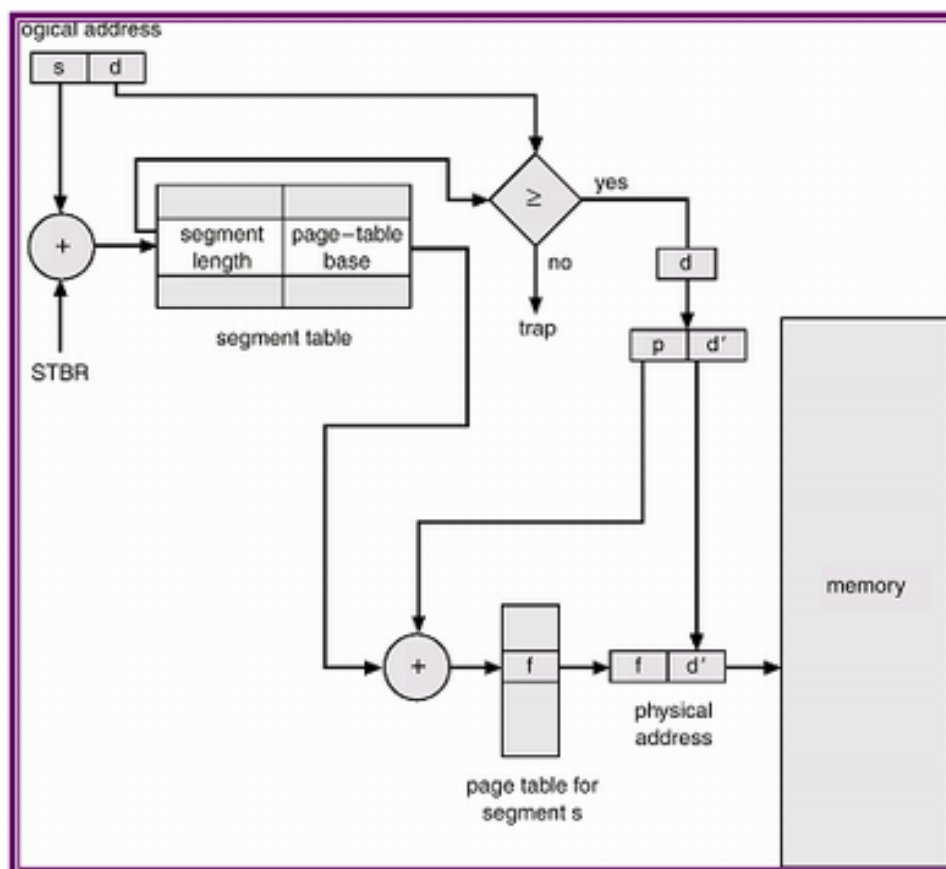 ogical address
s d
≥
yes
+
segment length
page-table base
d
no
segment table
trap
p d′
STBR
memory
+
f
f d′
physical address
page table for segment s